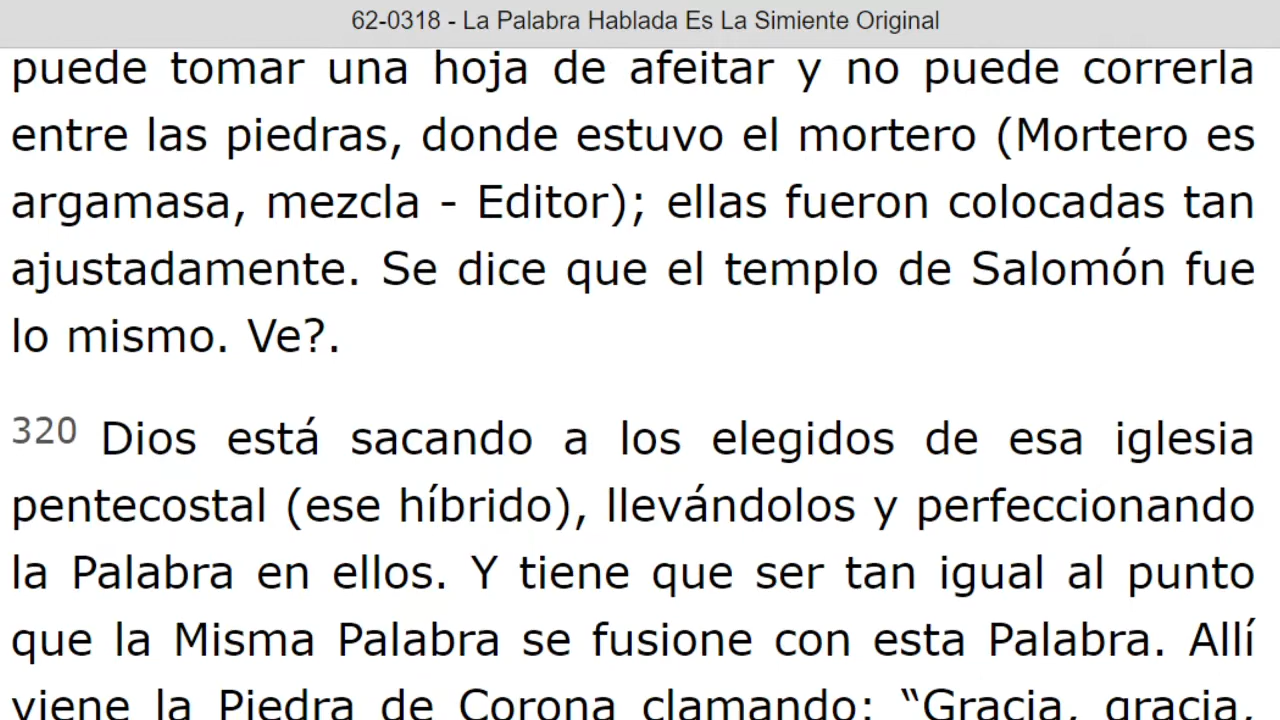 62-0318 - La Palabra Hablada Es La Simiente Original
puede tomar una hoja de afeitar y no puede correrla
entre las piedras, donde estuvo el mortero (Mortero es
argamasa, mezcla - Editor); ellas fueron colocadas tan
ajustadamente. Se dice que el templo de Salomón fue
lo mismo. Ve?.
320 Dios está sacando a los elegidos de esa iglesia
pentecostal (ese híbrido), llevándolos y perfeccionando
la Palabra en ellos. Y tiene que ser tan igual al punto
que la Misma Palabra se fusione con esta Palabra. Allí
viene la Piedra de Corona clamando: “Gracia, gracia,